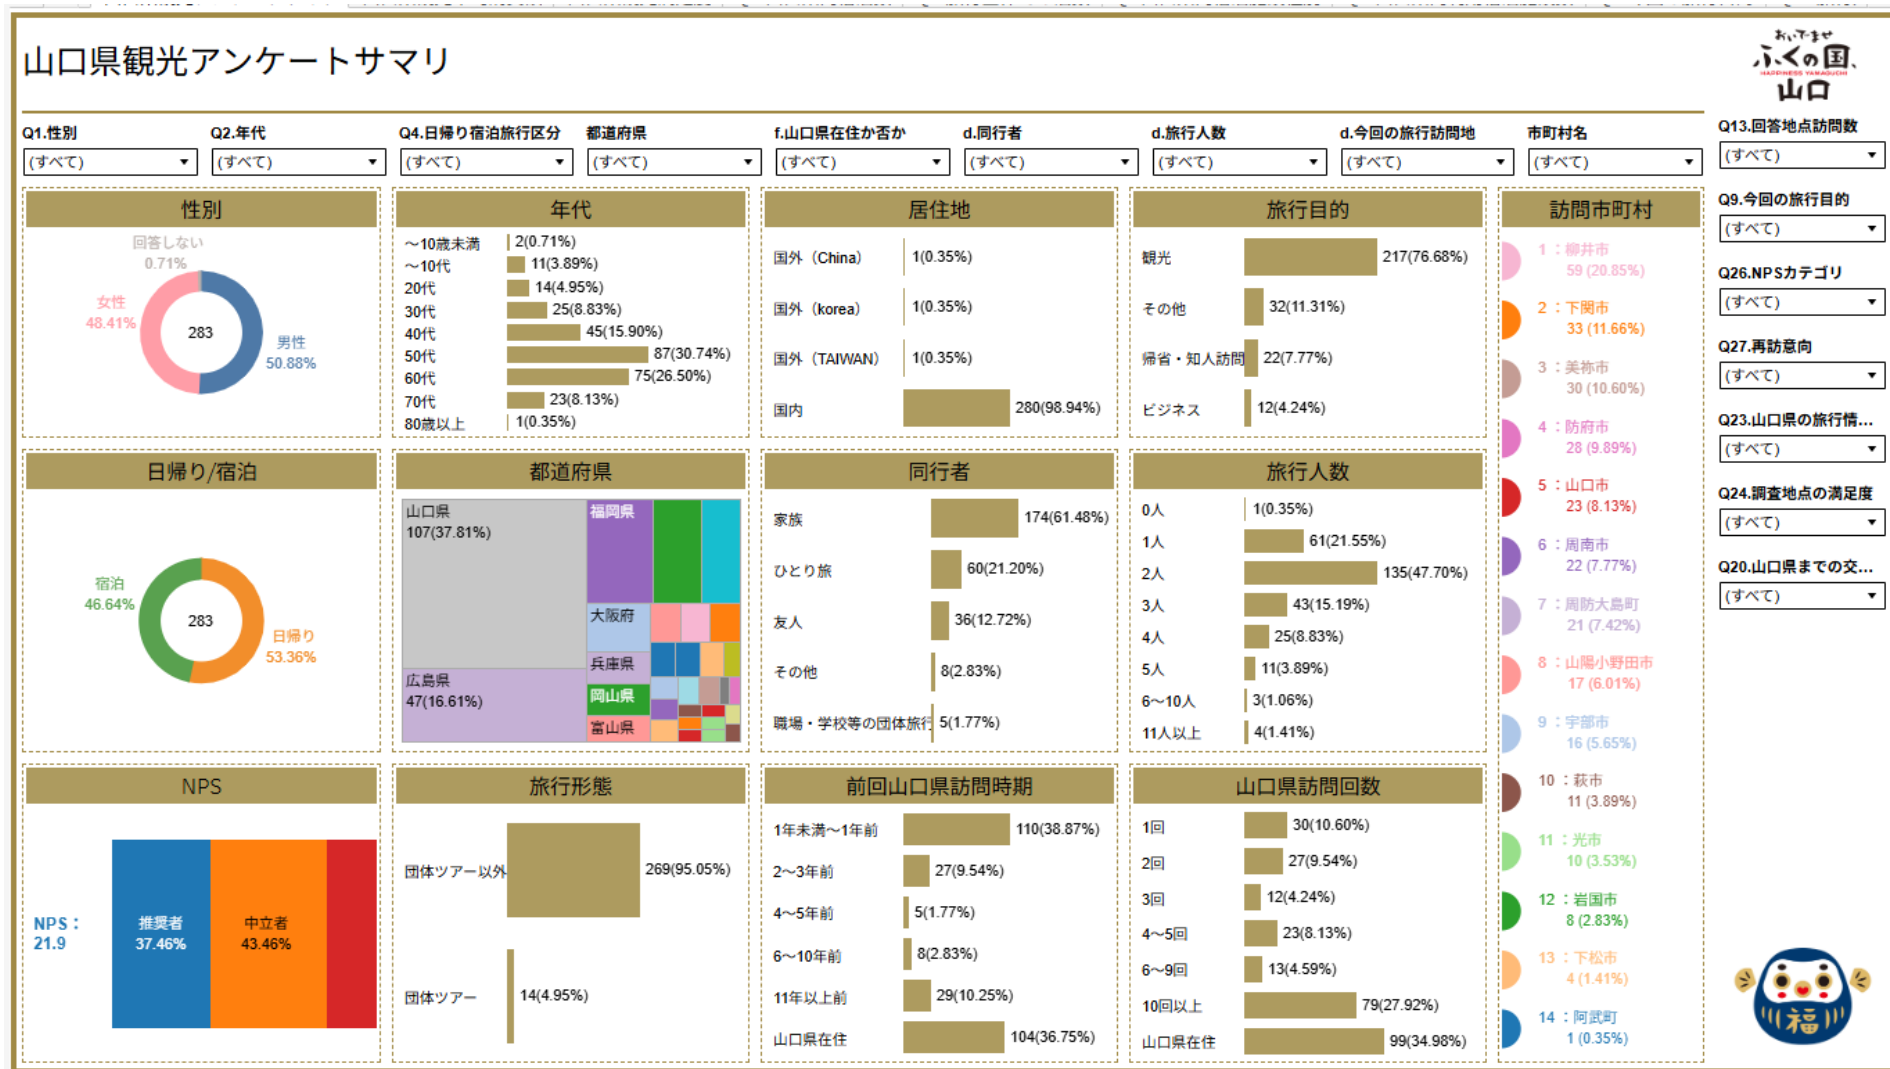 山口県観光アンケートサマリ
おいでませ
ふくの国、
HAPPINESS YAMAGUCHI
山口
Q1.性別
Q2.年代
Q4.日帰り宿泊旅行区分
都道府県
f.山口県在住か否か
d.同行者
d.旅行人数
d.今回の旅行訪問地
市町村名
(すべて)
(すべて)
(すべて)
(すべて)
(すべて)
(すべて)
(すべて)
(すべて)
(すべて)
Q13.回答地点訪問数
(すべて)
Q9.今回の旅行目的
(すべて)
Q26.NPSカテゴリ
(すべて)
Q27.再訪意向
(すべて)
Q23.山口県の旅行情...
(すべて)
Q24.調査地点の満足度
(すべて)
Q20.山口県までの交...
(すべて)
性別
回答しない
0.71%
女性
48.41%
283
男性
50.88%
年代
～10歳未満 2(0.71%)
～10代 11(3.89%)
20代 14(4.95%)
30代 25(8.83%)
40代 45(15.90%)
50代 87(30.74%)
60代 75(26.50%)
70代 23(8.13%)
80歳以上 1(0.35%)
居住地
国外（China） 1(0.35%)
国外（korea） 1(0.35%)
国外（TAIWAN） 1(0.35%)
国内 280(98.94%)
旅行目的
観光 217(76.68%)
その他 32(11.31%)
帰省・知人訪問 22(7.77%)
ビジネス 12(4.24%)
訪問市町村
1 ：柳井市
59 (20.85%)
2 ：下関市
33 (11.66%)
3 ：美祢市
30 (10.60%)
4 ：防府市
28 (9.89%)
5 ：山口市
23 (8.13%)
6 ：周南市
22 (7.77%)
7 ：周防大島町
21 (7.42%)
8 ：山陽小野田市
17 (6.01%)
9 ：宇部市
16 (5.65%)
10 ：萩市
11 (3.89%)
11 ：光市
10 (3.53%)
12 ：岩国市
8 (2.83%)
13 ：下松市
4 (1.41%)
14 ：阿武町
1 (0.35%)
日帰り/宿泊
宿泊
46.64%
283
日帰り
53.36%
都道府県
山口県
107(37.81%)
広島県
47(16.61%)
福岡県
大阪府
兵庫県
岡山県
富山県
同行者
家族 174(61.48%)
ひとり旅 60(21.20%)
友人 36(12.72%)
その他 8(2.83%)
職場・学校等の団体旅行 5(1.77%)
旅行人数
0人 1(0.35%)
1人 61(21.55%)
2人 135(47.70%)
3人 43(15.19%)
4人 25(8.83%)
5人 11(3.89%)
6～10人 3(1.06%)
11人以上 4(1.41%)
NPS
NPS：
21.9
推奨者
37.46%
中立者
43.46%
旅行形態
団体ツアー以外 269(95.05%)
団体ツアー 14(4.95%)
前回山口県訪問時期
1年未満～1年前 110(38.87%)
2～3年前 27(9.54%)
4～5年前 5(1.77%)
6～10年前 8(2.83%)
11年以上前 29(10.25%)
山口県在住 104(36.75%)
山口県訪問回数
1回 30(10.60%)
2回 27(9.54%)
3回 12(4.24%)
4～5回 23(8.13%)
6～9回 13(4.59%)
10回以上 79(27.92%)
山口県在住 99(34.98%)
福